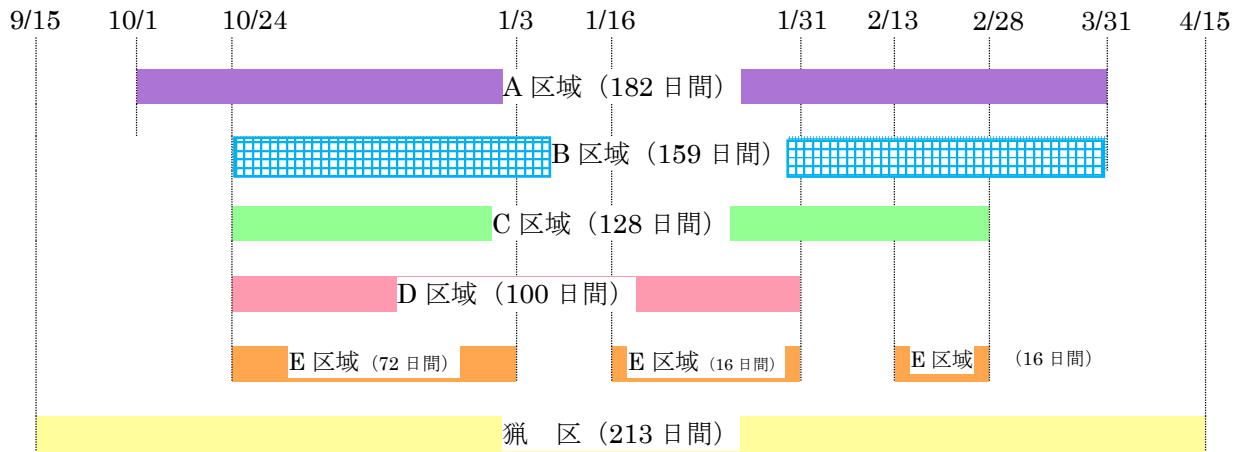 9/15 10/1 10/24 1/3 1/16 1/31 2/13 2/28 3/31 4/15
A 区域（182 日間）
B 区域（159 日間）
C 区域（128 日間）
D 区域（100 日間）
E 区域（72 日間） E 区域（16 日間） E 区域 （16 日間）
猟　区（213 日間）